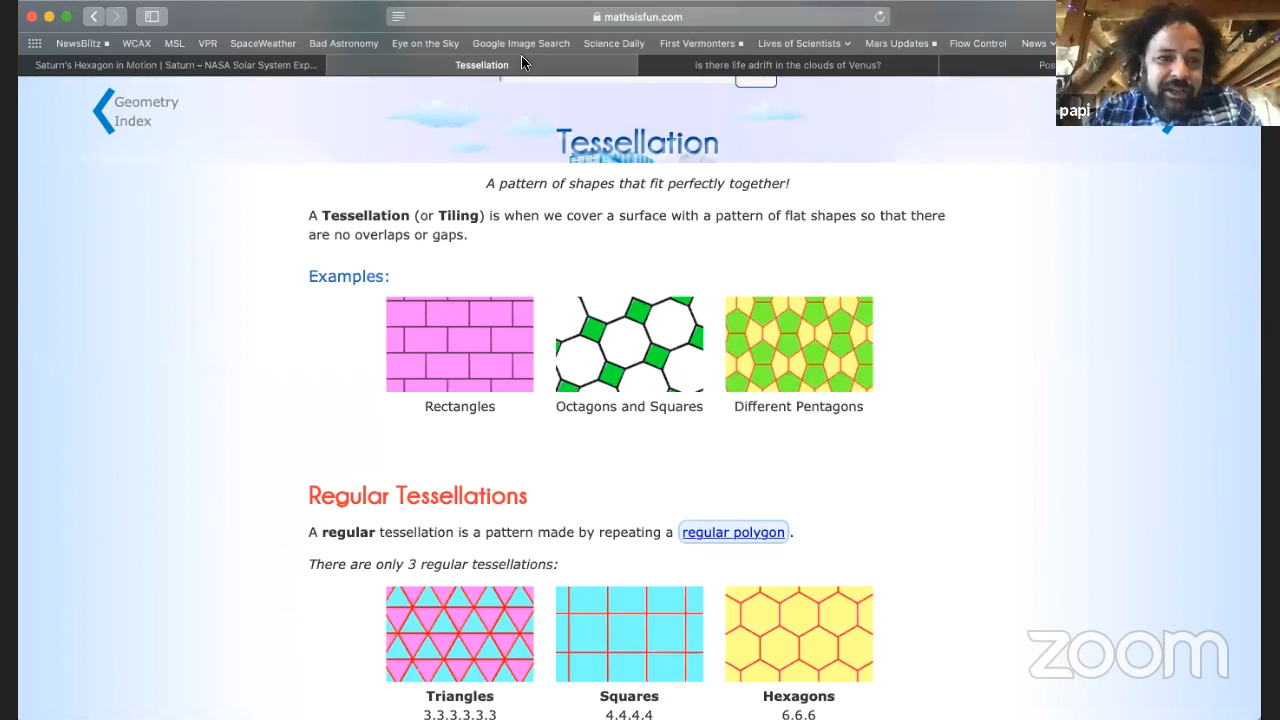 mathsisfun.com
NewsBlitz WCAX MSL VPR SpaceWeather Bad Astronomy Eye on the Sky Google Image Search Science Daily First Vermonters Lives of Scientists Mars Updates Flow Control News
Saturn's Hexagon in Motion | Saturn – NASA Solar System Exp... Tessellation Is there life adrift in the clouds of Venus? Pos
papi
Geometry
Index
Tessellation
A pattern of shapes that fit perfectly together!
A Tessellation (or Tiling) is when we cover a surface with a pattern of flat shapes so that there
are no overlaps or gaps.
Examples:
Rectangles Octagons and Squares Different Pentagons
Regular Tessellations
A regular tessellation is a pattern made by repeating a regular polygon.
There are only 3 regular tessellations:
Triangles Squares Hexagons
3.3.3.3.3.3 4.4.4.4 6.6.6
zoom